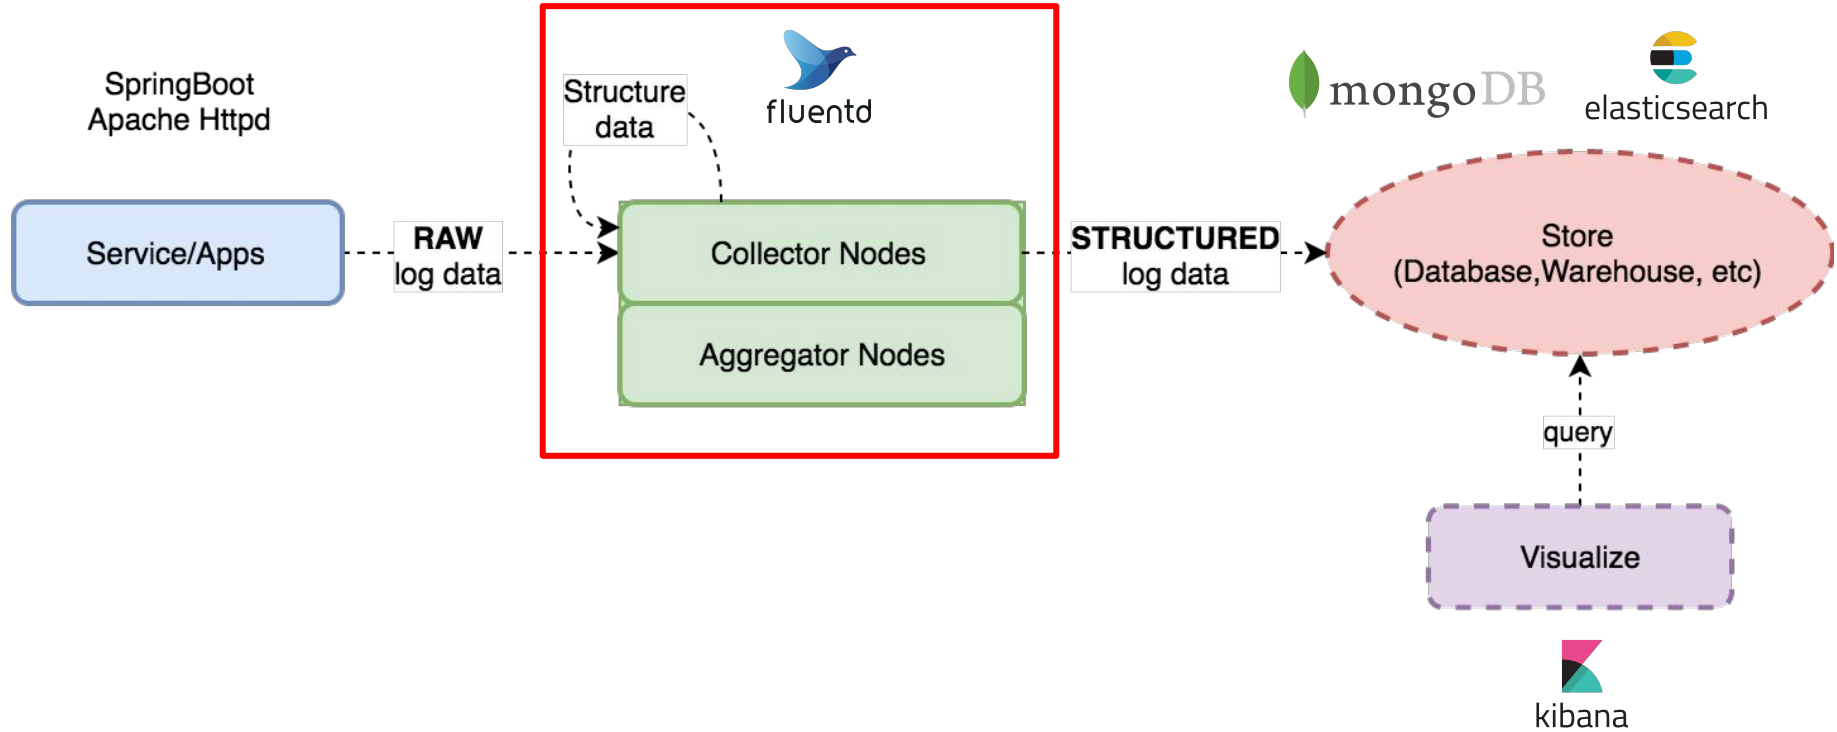 SpringBoot
Apache Httpd
Service/Apps
RAW
log data
Structure
data
fluentd
Collector Nodes
Aggregator Nodes
STRUCTURED
log data
mongoDB
elasticsearch
Store
(Database,Warehouse, etc)
query
Visualize
kibana